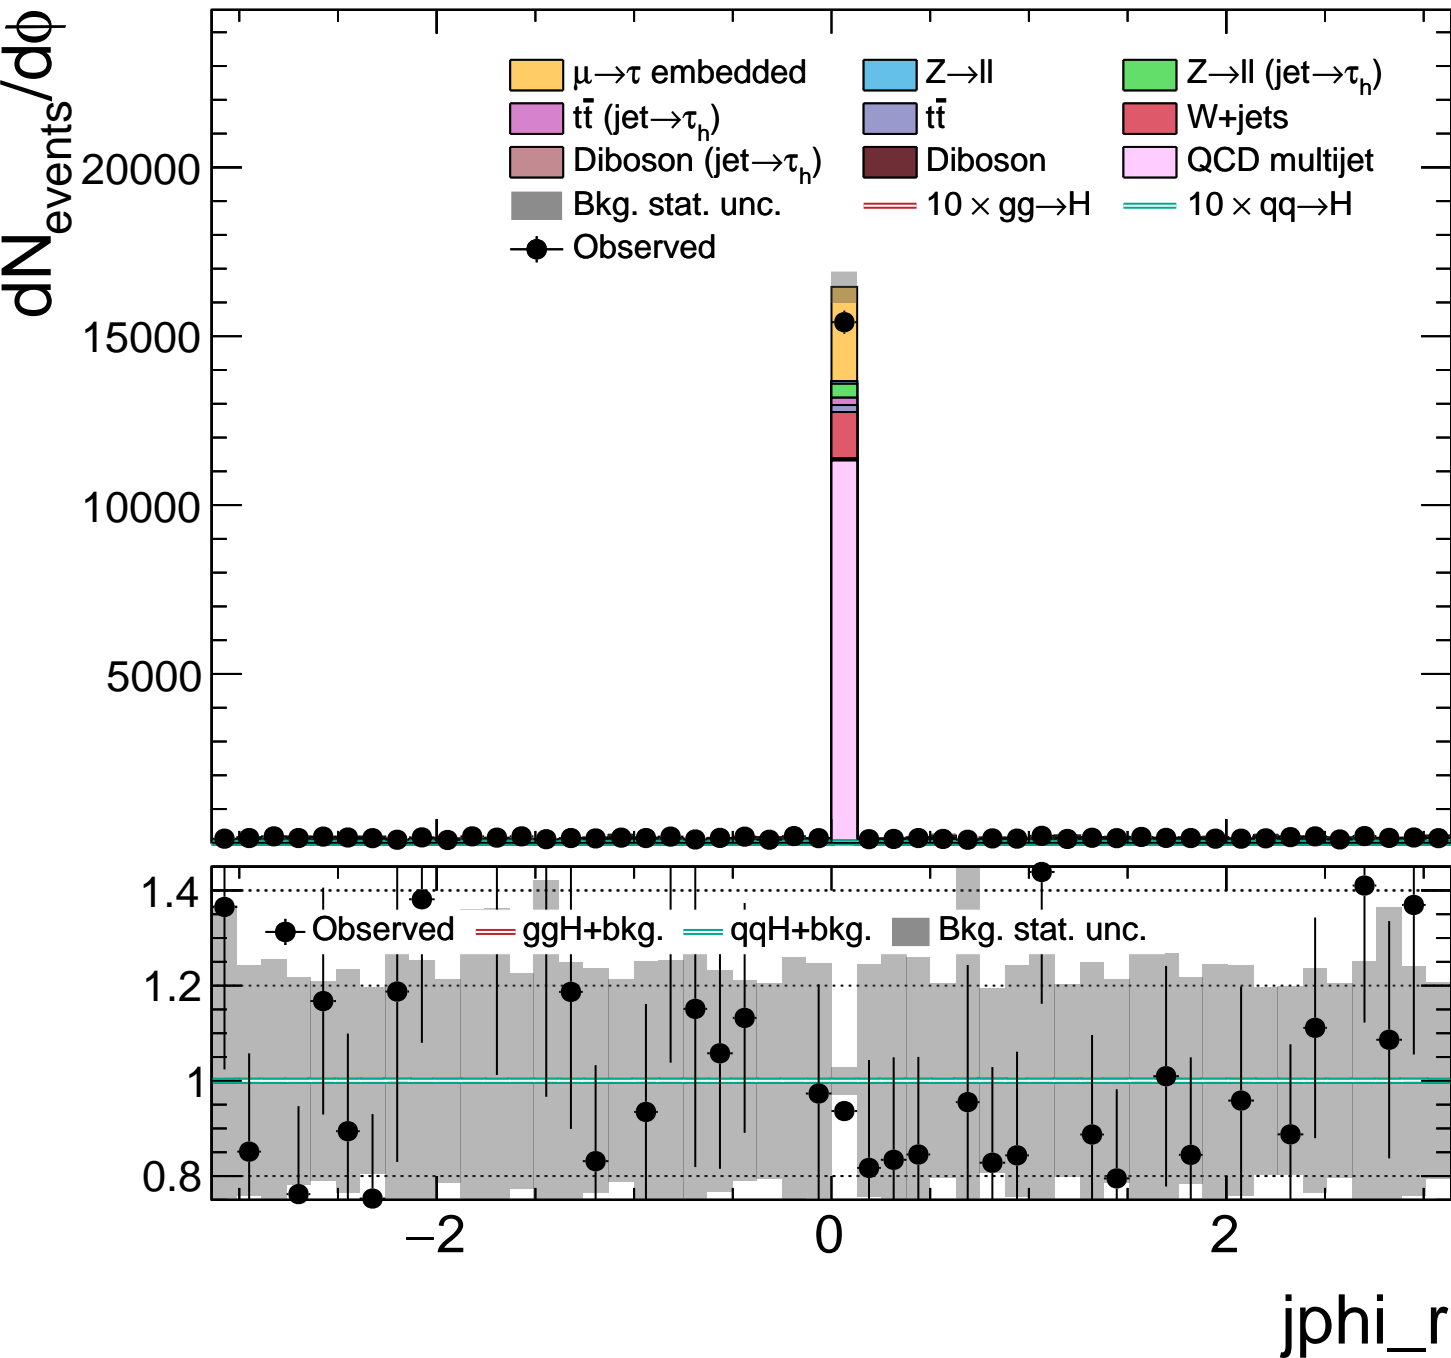 dN_events/dϕ
μ→τ embedded
Z→ll
Z→ll (jet→τ_h)
tt̄ (jet→τ_h)
tt̄
W+jets
Diboson (jet→τ_h)
Diboson
QCD multijet
Bkg. stat. unc.
10 × gg→H
10 × qq→H
Observed
20000
15000
10000
5000
1.4
Observed
ggH+bkg.
qqH+bkg.
Bkg. stat. unc.
1.2
1
0.8
−2
0
2
jphi_r